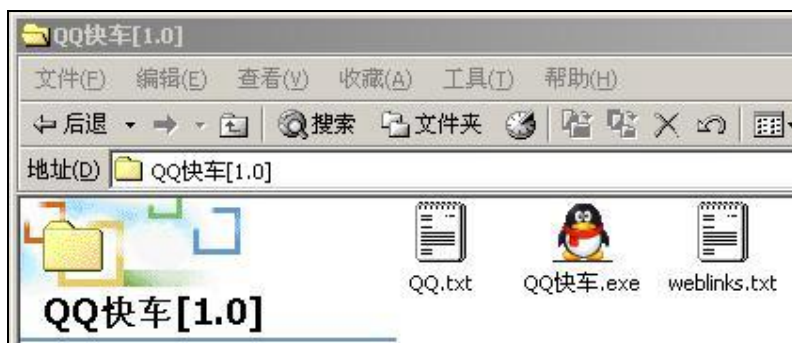 QQ快车[1.0]
文件(F) 编辑(E) 查看(V) 收藏(A) 工具(T) 帮助(H)
后退 搜索 文件夹
地址(D) QQ快车[1.0]
QQ.txt QQ快车.exe weblinks.txt
QQ快车[1.0]